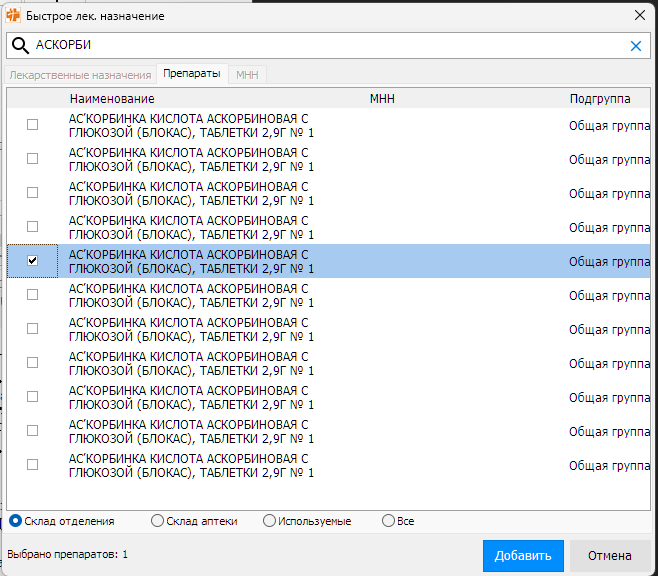 Быстрое лек. назначение
АСКОРБИ
Лекарственные назначения Препараты МНН
Наименование МНН Подгруппа
АС'КОРБИНКА КИСЛОТА АСКОРБИНОВАЯ С
ГЛЮКОЗОЙ (БЛОКАС), ТАБЛЕТКИ 2,9Г № 1 Общая группа
АС'КОРБИНКА КИСЛОТА АСКОРБИНОВАЯ С
ГЛЮКОЗОЙ (БЛОКАС), ТАБЛЕТКИ 2,9Г № 1 Общая группа
АС'КОРБИНКА КИСЛОТА АСКОРБИНОВАЯ С
ГЛЮКОЗОЙ (БЛОКАС), ТАБЛЕТКИ 2,9Г № 1 Общая группа
АС'КОРБИНКА КИСЛОТА АСКОРБИНОВАЯ С
ГЛЮКОЗОЙ (БЛОКАС), ТАБЛЕТКИ 2,9Г № 1 Общая группа
АС'КОРБИНКА КИСЛОТА АСКОРБИНОВАЯ С
ГЛЮКОЗОЙ (БЛОКАС), ТАБЛЕТКИ 2,9Г № 1 Общая группа
АС'КОРБИНКА КИСЛОТА АСКОРБИНОВАЯ С
ГЛЮКОЗОЙ (БЛОКАС), ТАБЛЕТКИ 2,9Г № 1 Общая группа
АС'КОРБИНКА КИСЛОТА АСКОРБИНОВАЯ С
ГЛЮКОЗОЙ (БЛОКАС), ТАБЛЕТКИ 2,9Г № 1 Общая группа
АС'КОРБИНКА КИСЛОТА АСКОРБИНОВАЯ С
ГЛЮКОЗОЙ (БЛОКАС), ТАБЛЕТКИ 2,9Г № 1 Общая группа
АС'КОРБИНКА КИСЛОТА АСКОРБИНОВАЯ С
ГЛЮКОЗОЙ (БЛОКАС), ТАБЛЕТКИ 2,9Г № 1 Общая группа
АС'КОРБИНКА КИСЛОТА АСКОРБИНОВАЯ С
ГЛЮКОЗОЙ (БЛОКАС), ТАБЛЕТКИ 2,9Г № 1 Общая группа
АС'КОРБИНКА КИСЛОТА АСКОРБИНОВАЯ С
ГЛЮКОЗОЙ (БЛОКАС), ТАБЛЕТКИ 2,9Г № 1 Общая группа
Склад отделения Склад аптеки Используемые Все
Выбрано препаратов: 1 Добавить Отмена